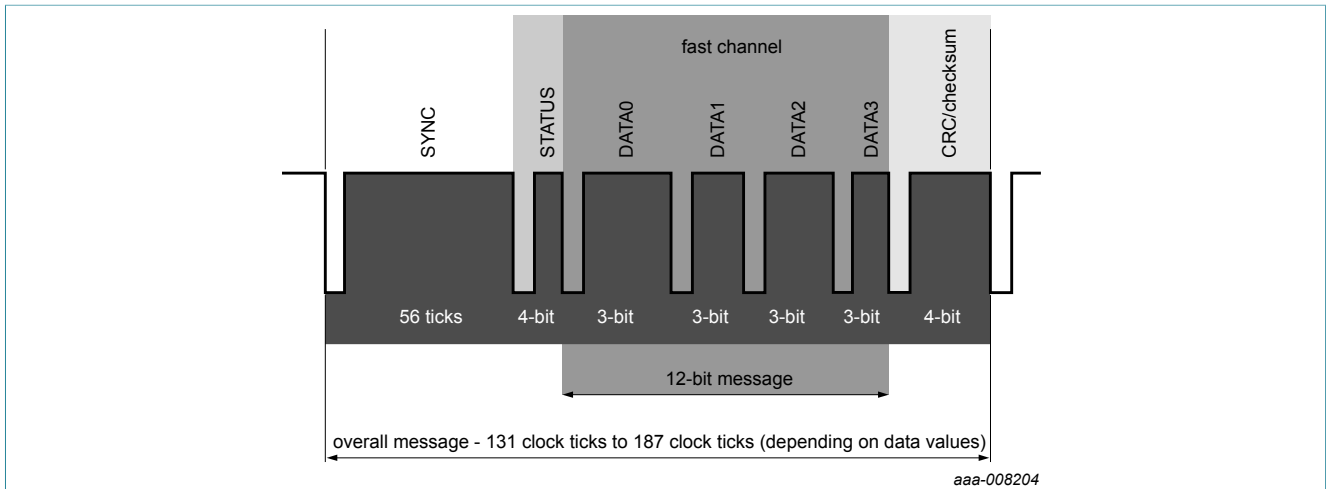 fast channel
SYNC
STATUS
DATA0
DATA1
DATA2
DATA3
CRC/checksum
56 ticks
4-bit
3-bit
3-bit
3-bit
3-bit
4-bit
12-bit message
overall message - 131 clock ticks to 187 clock ticks (depending on data values)
aaa-008204